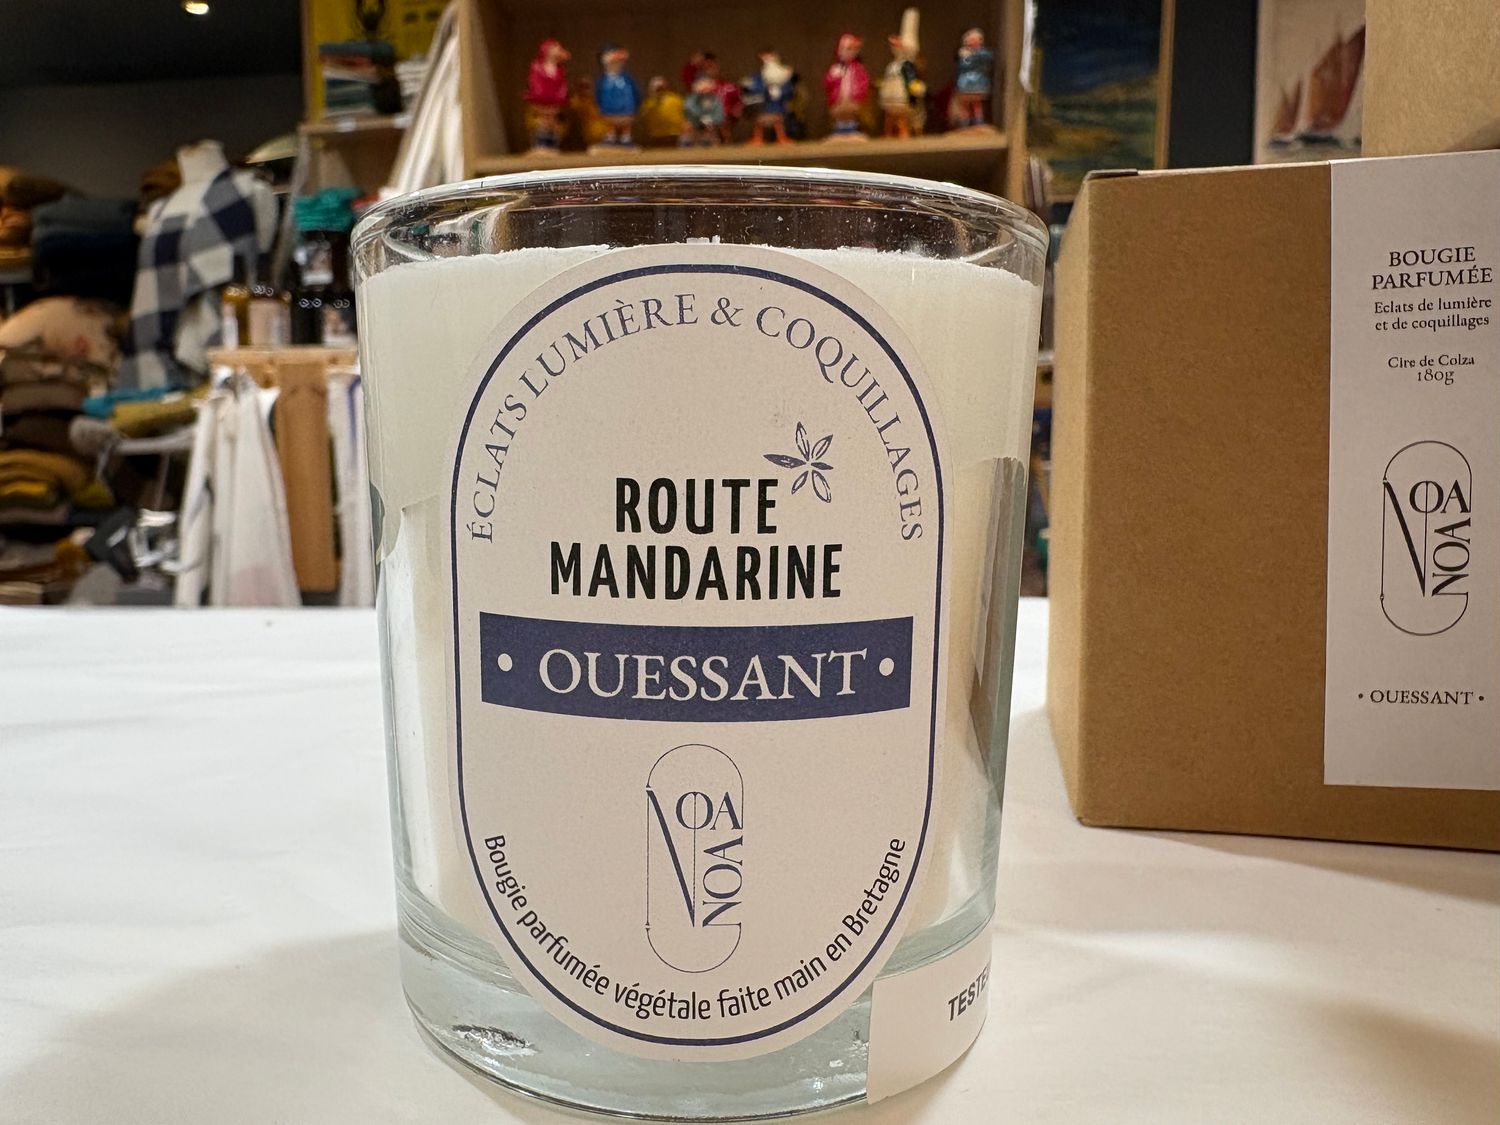 ÉCLATS LUMIÈRE & COQUILLAGES
ROUTE
MANDARINE
• OUESSANT •
NOA
NOA
Bougie parfumée végétale faite main en Bretagne
BOUGIE
PARFUMÉE
Eclats de lumière
et de coquillages
Cire de Colza
180g
NOA
NOA
• OUESSANT •